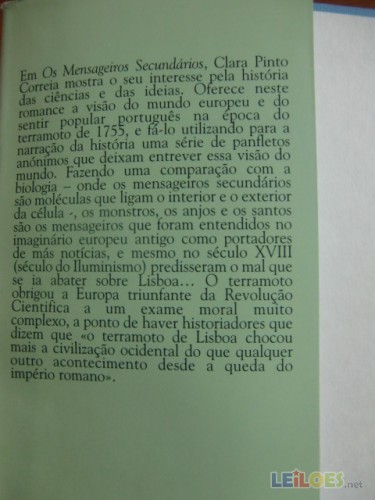 Em Os Mensageiros Secundários, Clara Pinto
Correia mostra o seu interesse pela história
das ciências e das ideias. Oferece neste
romance a visão do mundo europeu e do
sentir popular português na época do
terramoto de 1755, e fá-lo utilizando para a
narração da história uma série de panfletos
anónimos que deixam entrever essa visão do
mundo. Fazendo uma comparação com a
biologia – onde os mensageiros secundários
são moléculas que ligam o interior e o exterior
da célula -, os monstros, os anjos e os santos
são os mensageiros que foram entendidos no
imaginário europeu antigo como portadores
de más notícias, e mesmo no século XVIII
(século do Iluminismo) predisseram o mal que
se ia abater sobre Lisboa... O terramoto
obrigou a Europa triunfante da Revolução
Científica a um exame moral muito
complexo, a ponto de haver historiadores que
dizem que «o terramoto de Lisboa chocou
mais a civilização ocidental do que qualquer
outro acontecimento desde a queda do
império romano».
LEILOES.net